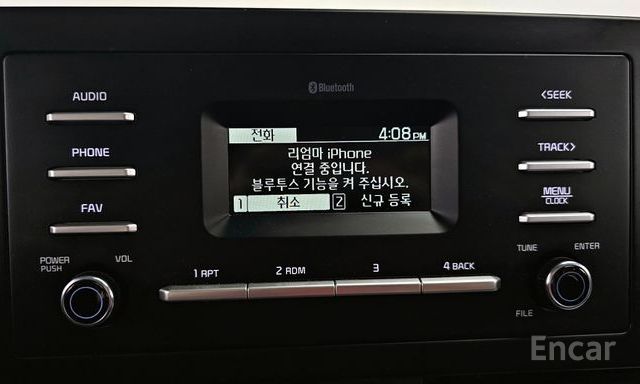 Bluetooth
AUDIO
<SEEK
전화 4:08 PM
리엄마 iPhone
연결 중입니다.
블루투스 기능을 켜 주십시오.
1 취소 2 신규 등록
PHONE
TRACK>
FAV
MENU
CLOCK
POWER
PUSH
VOL
1 RPT
2 RDM
3
4 BACK
TUNE
ENTER
FILE
Encar